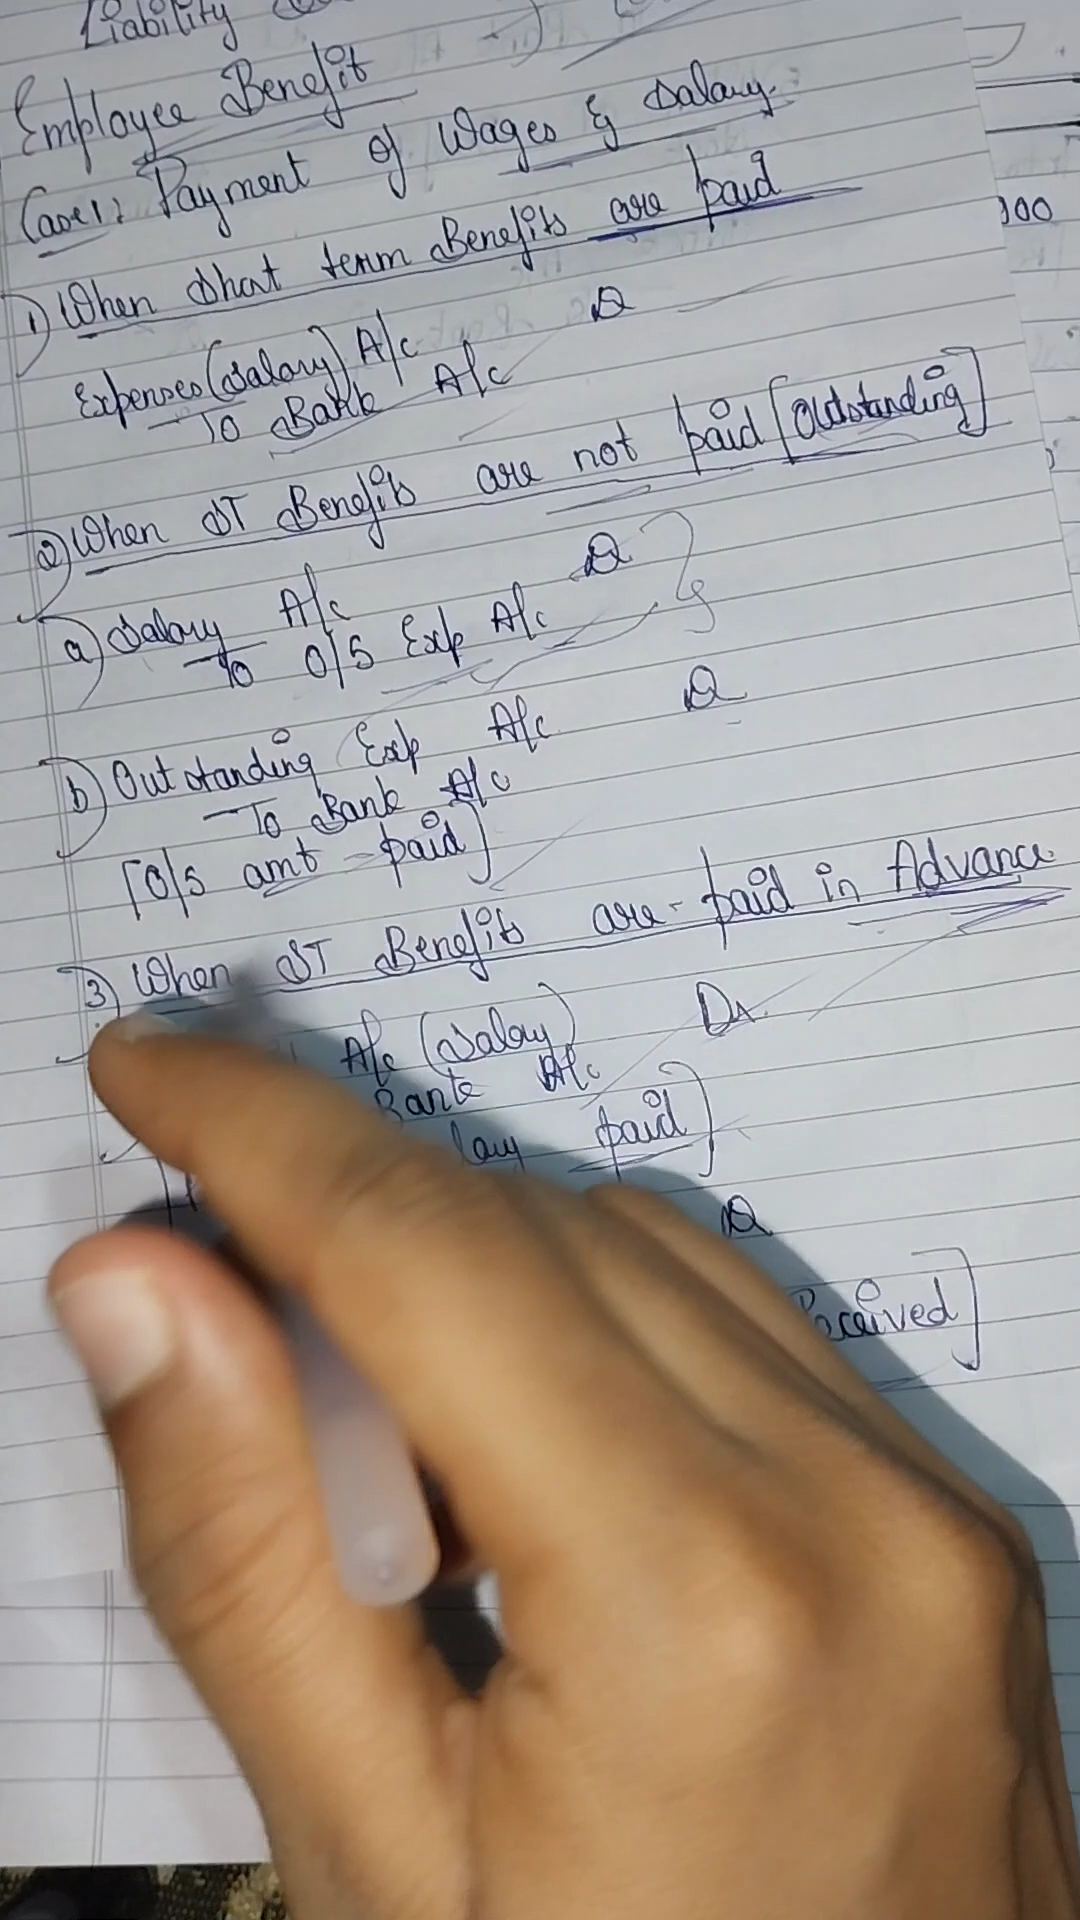 Liability
Employee Benefit
Case 1: Payment of Wages & Salary
1) When Short term Benefits are paid
Expenses (Salary) A/c Dr
To Bank A/c
2) When ST Benefits are not paid [Outstanding]
a) Salary A/c Dr
To O/S Exp A/c
b) Outstanding Exp A/c Dr
To Bank A/c
[O/S amt paid]
3) When ST Benefits are paid in Advance
A/c (Salary) Dr.
Bank A/c
paid]
Dr
Received]
100